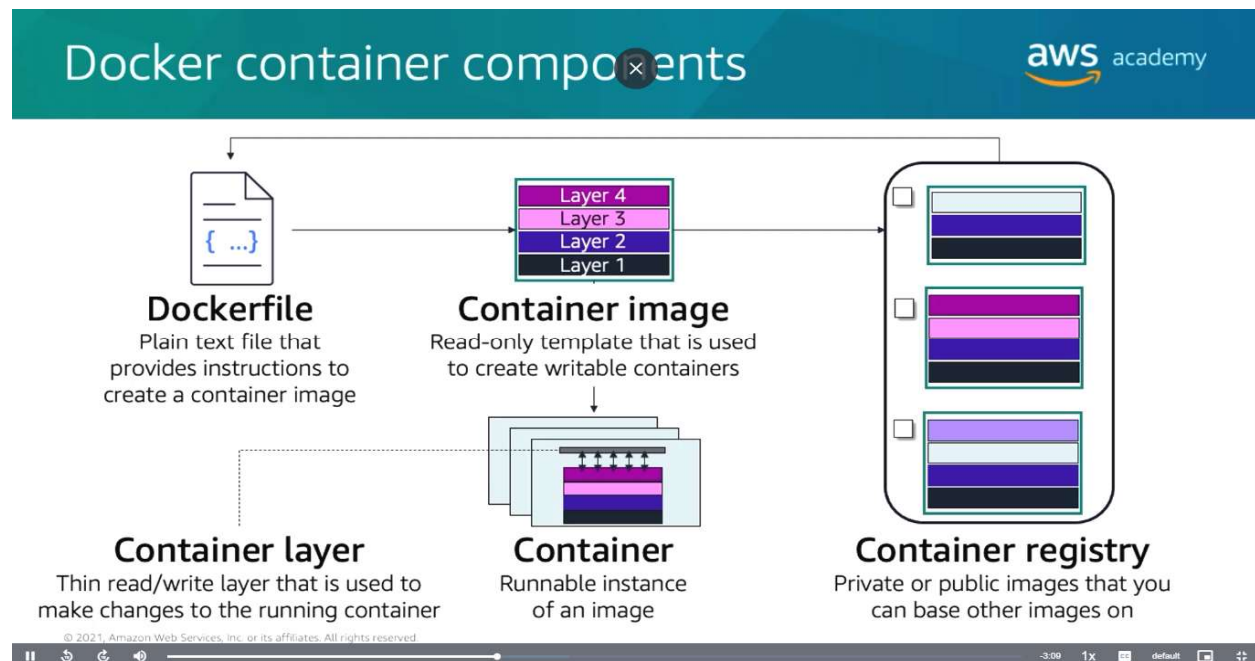 Docker container components
aws academy
{ ...}
Layer 4
Layer 3
Layer 2
Layer 1
Dockerfile
Plain text file that
provides instructions to
create a container image
Container image
Read-only template that is used
to create writable containers
Container layer
Thin read/write layer that is used to
make changes to the running container
Container
Runnable instance
of an image
Container registry
Private or public images that you
can base other images on
© 2021, Amazon Web Services, Inc. or its affiliates. All rights reserved.
-3:09 1x CC default